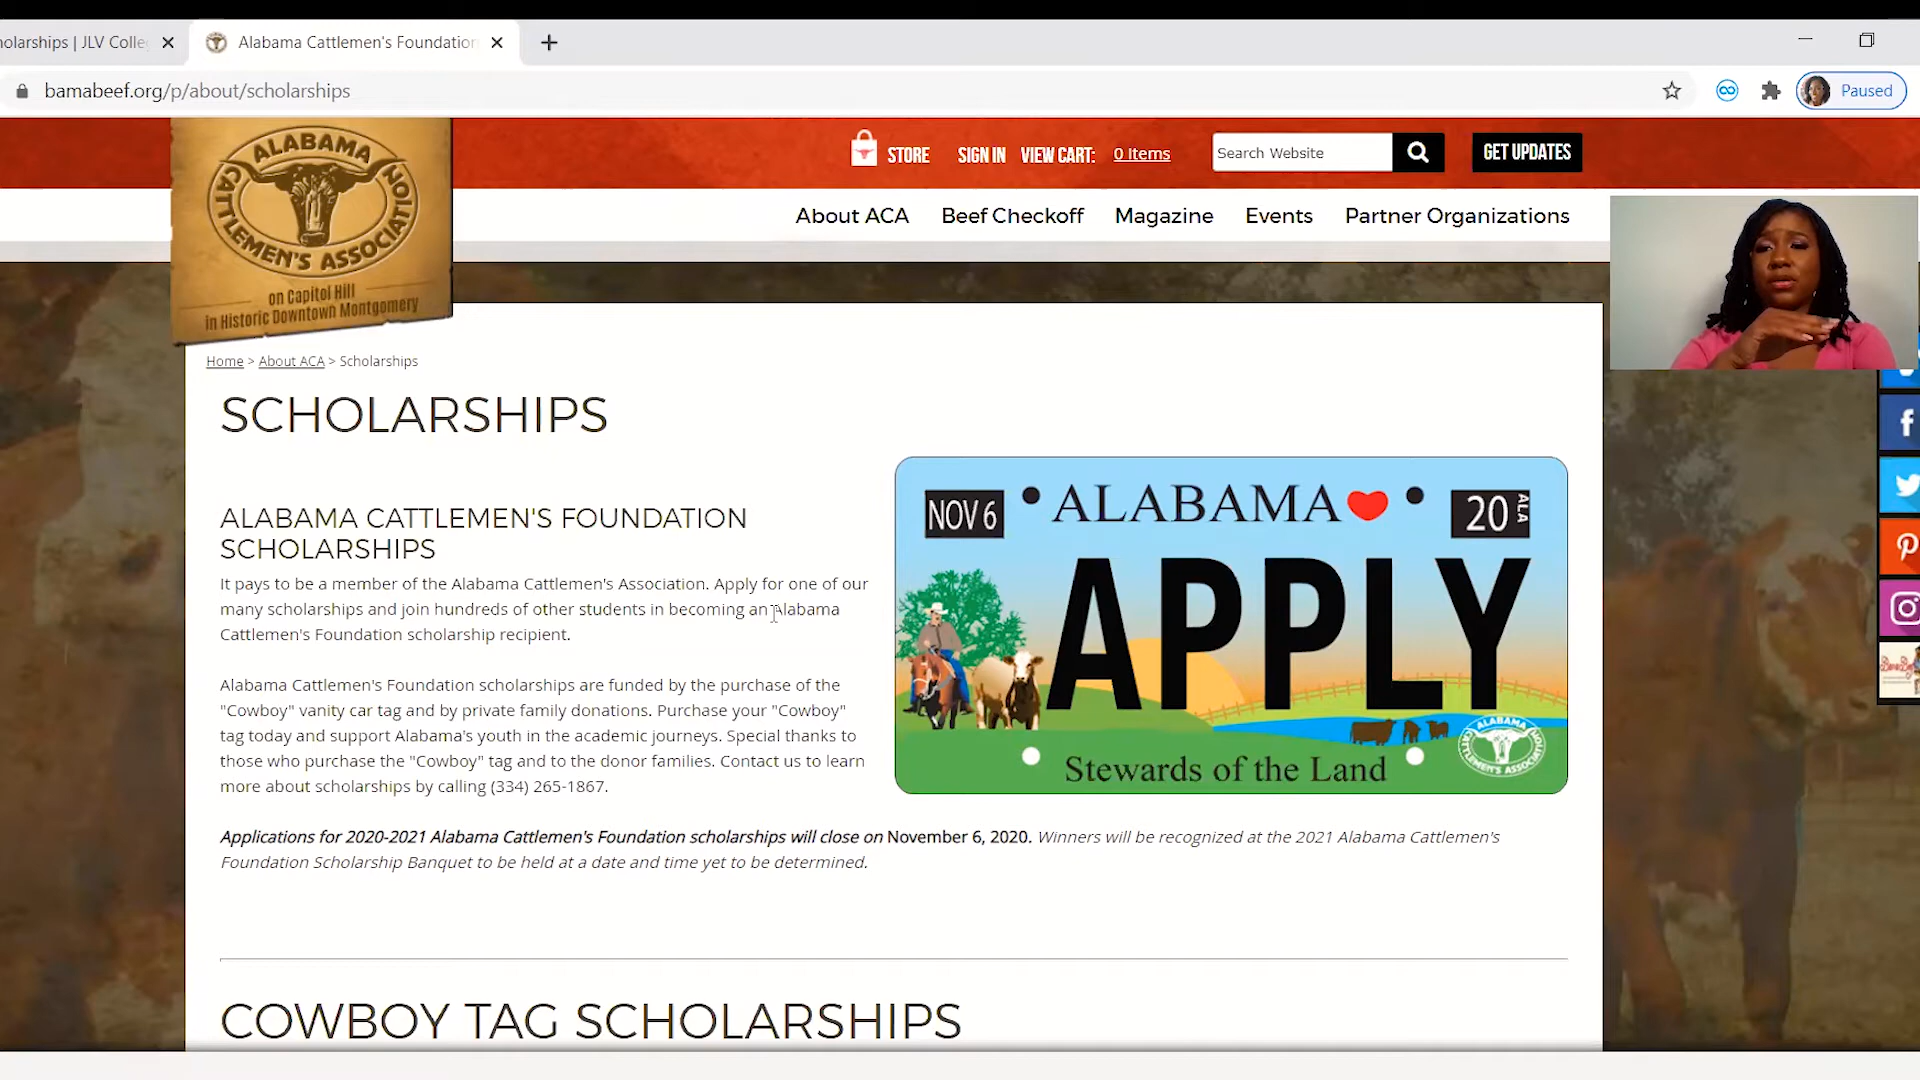 holarships | JLV Colle
Alabama Cattlemen's Foundation
bamabeef.org/p/about/scholarships
Paused
STORE SIGN IN VIEW CART: 0 Items
Search Website
GET UPDATES
ALABAMA
CATTLEMEN'S ASSOCIATION
on Capitol Hill
in Historic Downtown Montgomery
About ACA Beef Checkoff Magazine Events Partner Organizations
Home > About ACA > Scholarships
SCHOLARSHIPS
ALABAMA CATTLEMEN'S FOUNDATION
SCHOLARSHIPS
It pays to be a member of the Alabama Cattlemen's Association. Apply for one of our
many scholarships and join hundreds of other students in becoming an Alabama
Cattlemen's Foundation scholarship recipient.
Alabama Cattlemen's Foundation scholarships are funded by the purchase of the
"Cowboy" vanity car tag and by private family donations. Purchase your "Cowboy"
tag today and support Alabama's youth in the academic journeys. Special thanks to
those who purchase the "Cowboy" tag and to the donor families. Contact us to learn
more about scholarships by calling (334) 265-1867.
NOV 6
ALABAMA
20 ALA
APPLY
Stewards of the Land
ALABAMA
CATTLEMEN'S ASSOCIATION
Applications for 2020-2021 Alabama Cattlemen's Foundation scholarships will close on November 6, 2020. Winners will be recognized at the 2021 Alabama Cattlemen's
Foundation Scholarship Banquet to be held at a date and time yet to be determined.
COWBOY TAG SCHOLARSHIPS